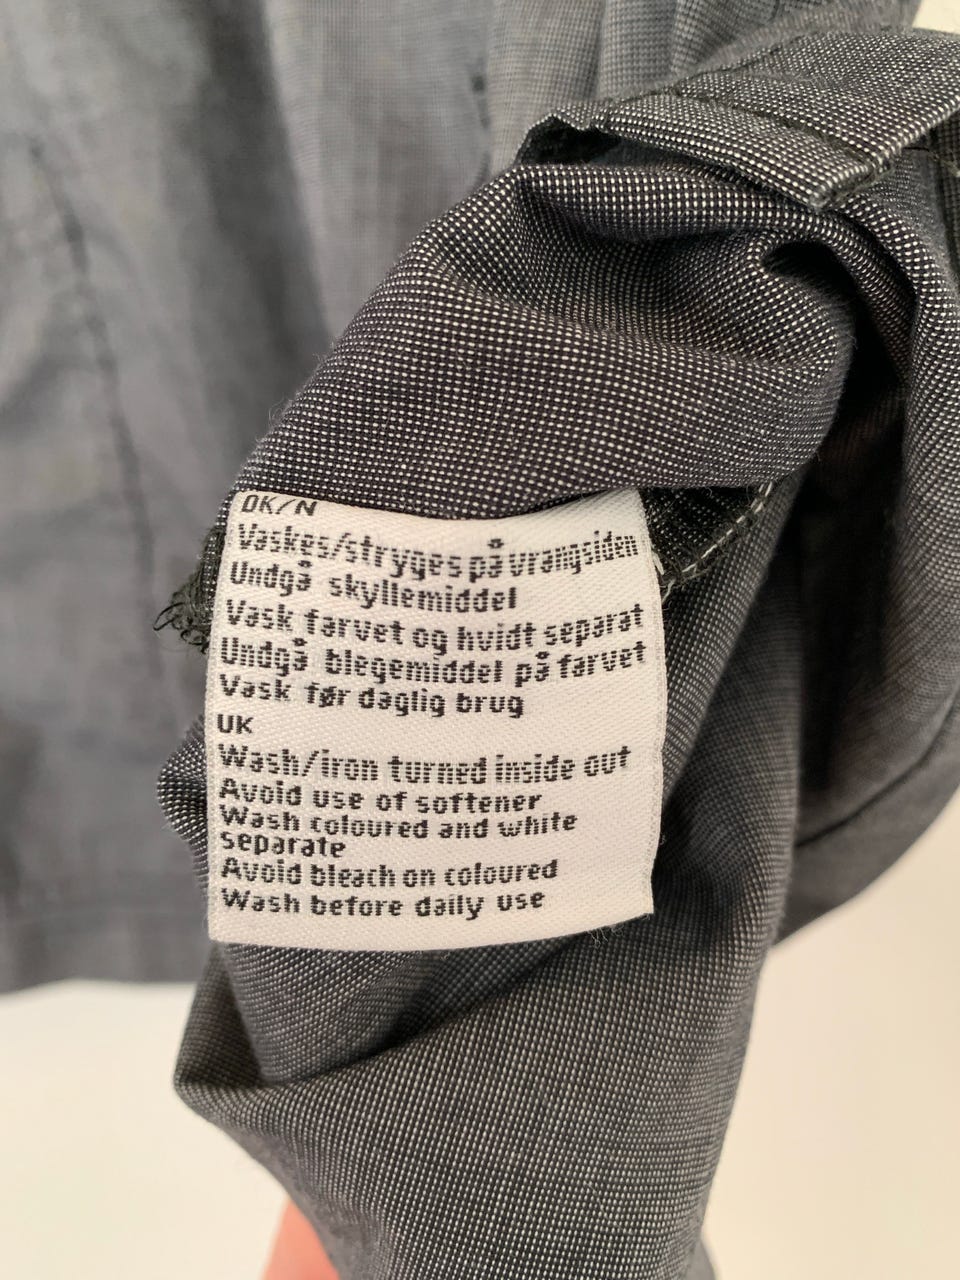 DK/N
Vaskes/stryges på vrangsiden
Undgå skyllemiddel
Vask farvet og hvidt separat
Undgå blegemiddel på farvet
Vask før daglig brug
UK
Wash/iron turned inside out
Avoid use of softener
Wash coloured and white
separate
Avoid bleach on coloured
Wash before daily use